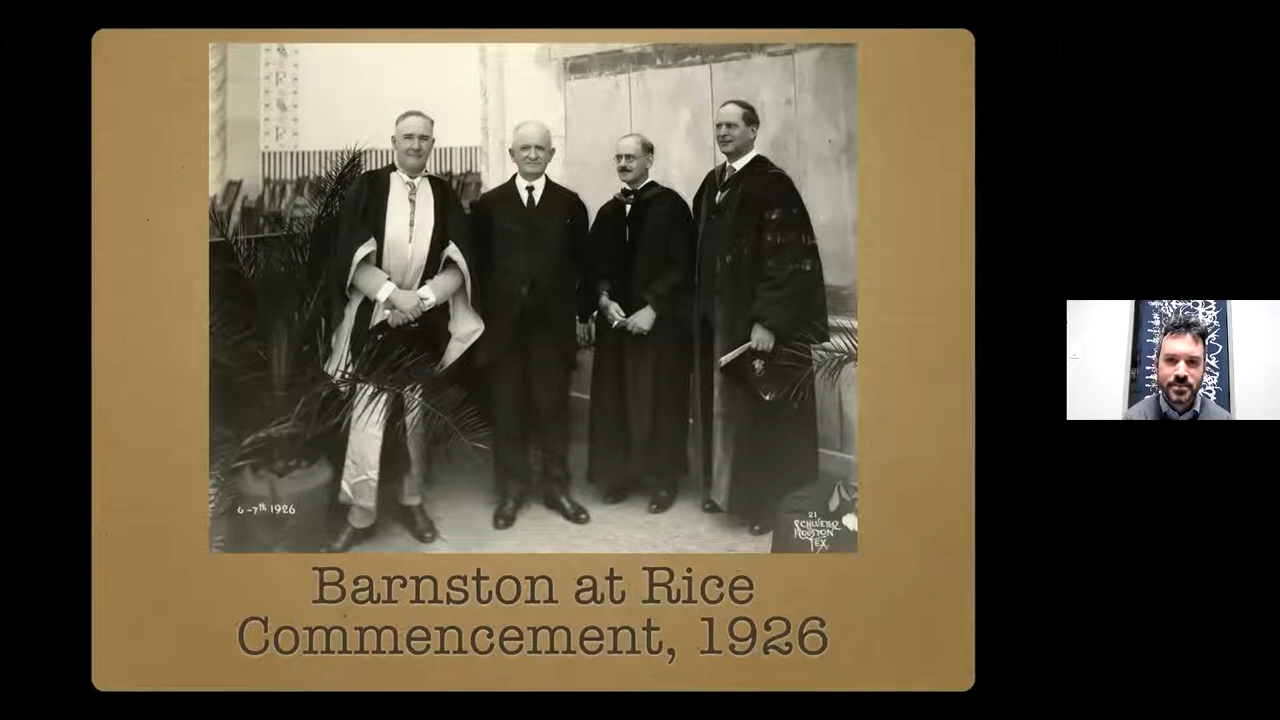 6-7th 1926
21
SCHLUETER
HOUSTON
TEX.
Barnston at Rice
Commencement, 1926